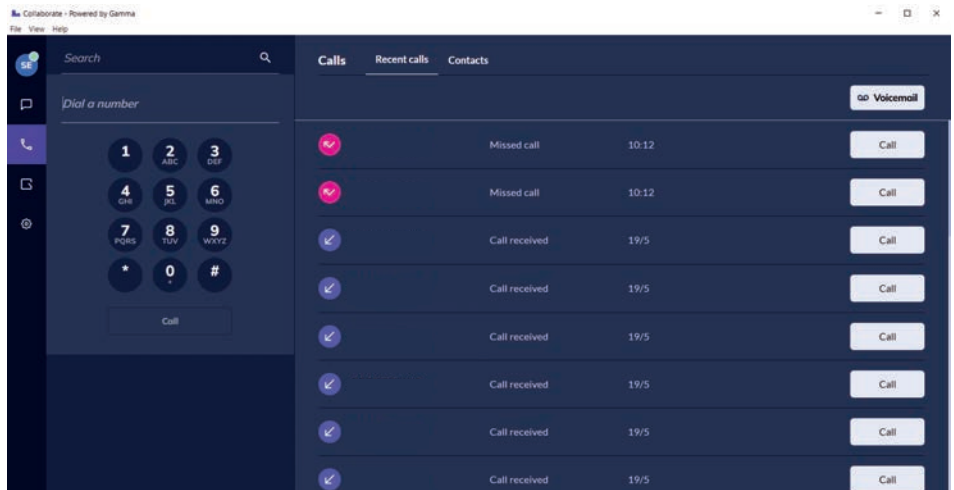 Collaborate - Powered by Gamma
File View Help
SE
Search
Dial a number
1
2 ABC
3 DEF
4 GHI
5 JKL
6 MNO
7 PQRS
8 TUV
9 WXYZ
*
0 +
#
Call
Calls Recent calls Contacts
Voicemail
Missed call 10:12 Call
Missed call 10:12 Call
Call received 19/5 Call
Call received 19/5 Call
Call received 19/5 Call
Call received 19/5 Call
Call received 19/5 Call
Call received 19/5 Call